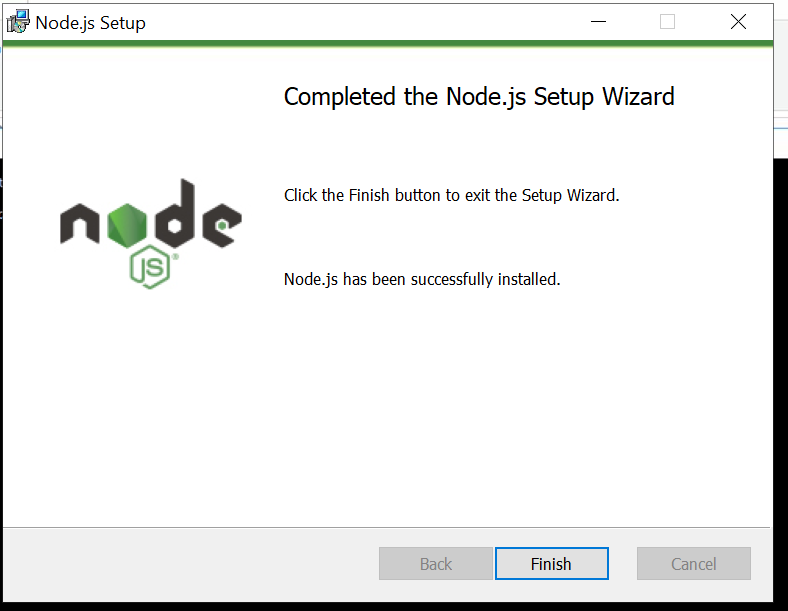 Node.js Setup
Completed the Node.js Setup Wizard
Click the Finish button to exit the Setup Wizard.
node
JS®
Node.js has been successfully installed.
Back
Finish
Cancel